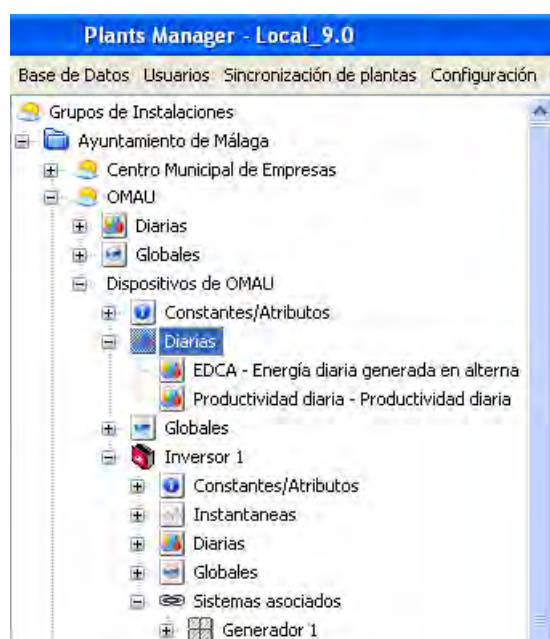 Plants Manager - Local_9.0
Base de Datos Usuarios Sincronización de plantas Configuración
Grupos de Instalaciones
Ayuntamiento de Málaga
Centro Municipal de Empresas
OMAU
Diarias
Globales
Dispositivos de OMAU
Constantes/Atributos
Diarias
EDCA - Energía diaria generada en alterna
Productividad diaria - Productividad diaria
Globales
Inversor 1
Constantes/Atributos
Instantaneas
Diarias
Globales
Sistemas asociados
Generador 1